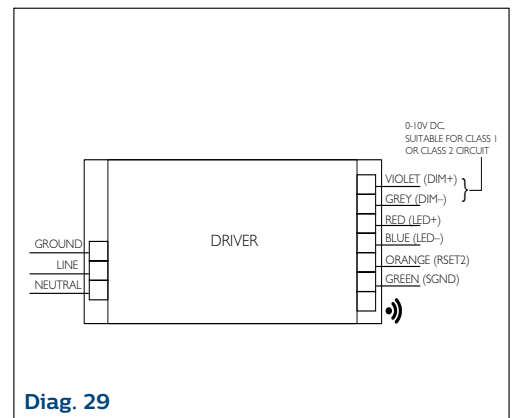 0-10V DC,
SUITABLE FOR CLASS 1
OR CLASS 2 CIRCUIT
VIOLET (DIM+)
GREY (DIM–)
RED (LED+)
BLUE (LED–)
ORANGE (RSET2)
GREEN (SGND)
DRIVER
GROUND
LINE
NEUTRAL
Diag. 29